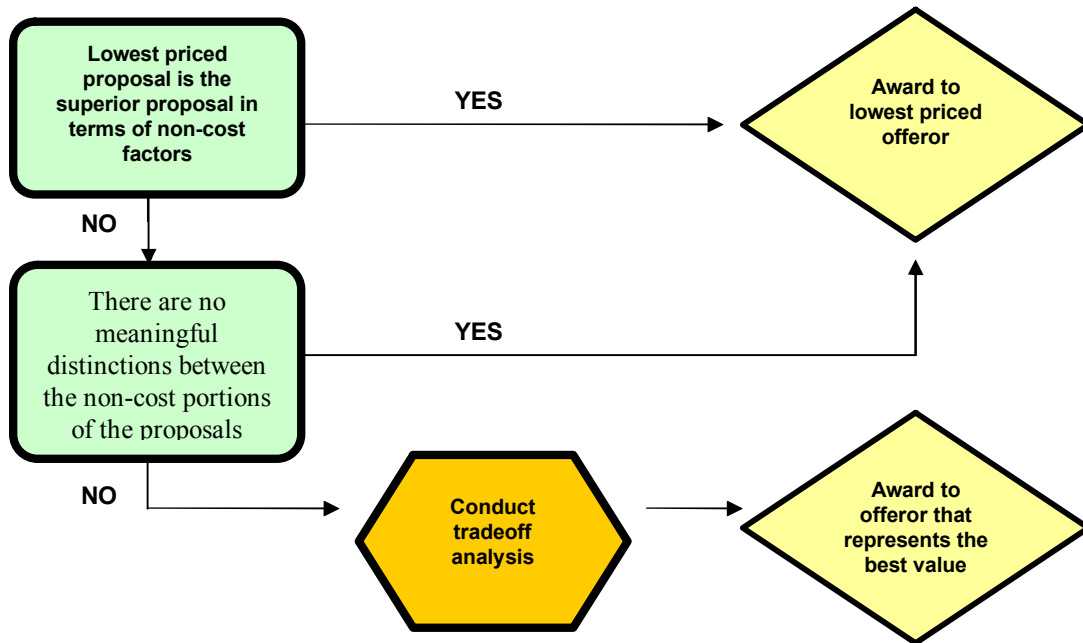 Lowest priced
proposal is the
superior proposal in
terms of non-cost
factors
YES
Award to
lowest priced
offeror
NO
There are no
meaningful
distinctions between
the non-cost portions
of the proposals
YES
NO
Conduct
tradeoff
analysis
Award to
offeror that
represents the
best value